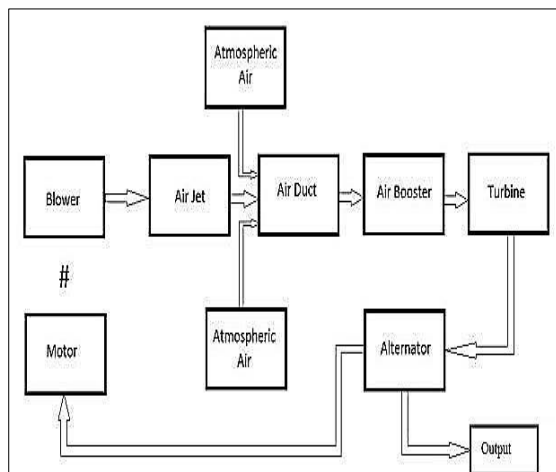 Atmospheric
Air
Blower
Air Jet
Air Duct
Air Booster
Turbine
#
Motor
Atmospheric
Air
Alternator
Output